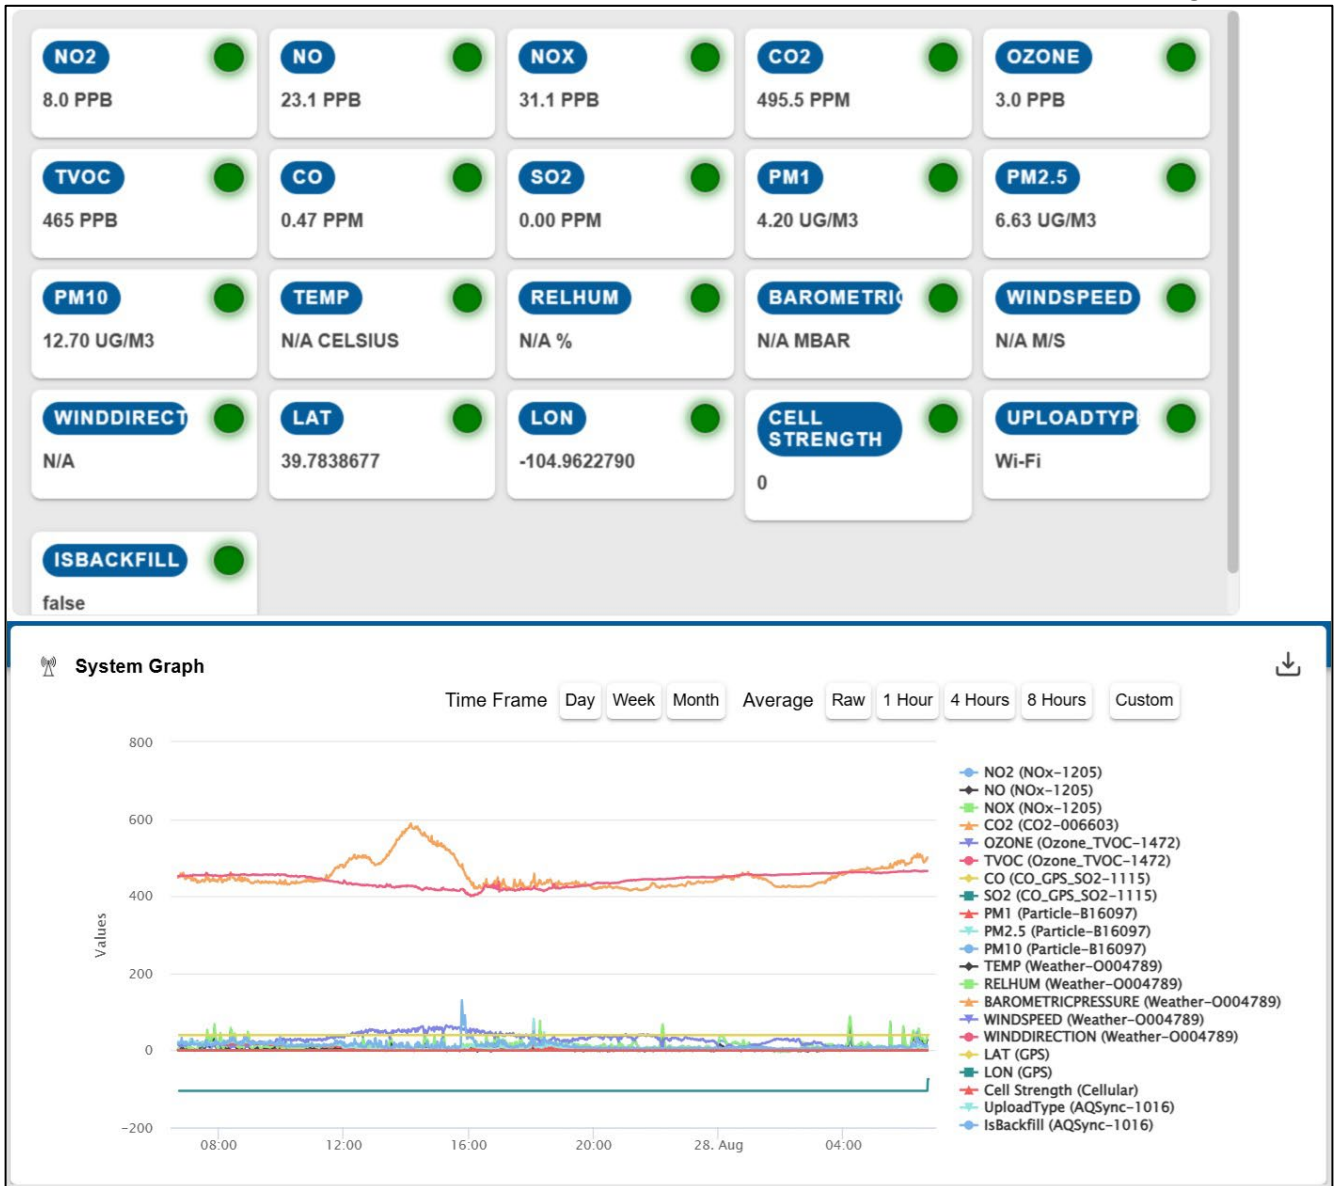 NO2
8.0 PPB
NO
23.1 PPB
NOX
31.1 PPB
CO2
495.5 PPM
OZONE
3.0 PPB
TVOC
465 PPB
CO
0.47 PPM
SO2
0.00 PPM
PM1
4.20 UG/M3
PM2.5
6.63 UG/M3
PM10
12.70 UG/M3
TEMP
N/A CELSIUS
RELHUM
N/A %
BAROMETRIC
N/A MBAR
WINDSPEED
N/A M/S
WINDDIRECT
N/A
LAT
39.7838677
LON
-104.9622790
CELL
STRENGTH
0
UPLOADTYPE
Wi-Fi
ISBACKFILL
false
System Graph
Time Frame Day Week Month Average Raw 1 Hour 4 Hours 8 Hours Custom
800
600
400
200
0
-200
Values
08:00 12:00 16:00 20:00 28. Aug 04:00
NO2 (NOx-1205)
NO (NOx-1205)
NOX (NOx-1205)
CO2 (CO2-006603)
OZONE (Ozone_TVOC-1472)
TVOC (Ozone_TVOC-1472)
CO (CO_GPS_SO2-1115)
SO2 (CO_GPS_SO2-1115)
PM1 (Particle-B16097)
PM2.5 (Particle-B16097)
PM10 (Particle-B16097)
TEMP (Weather-O004789)
RELHUM (Weather-O004789)
BAROMETRICPRESSURE (Weather-O004789)
WINDSPEED (Weather-O004789)
WINDDIRECTION (Weather-O004789)
LAT (GPS)
LON (GPS)
Cell Strength (Cellular)
UploadType (AQSync-1016)
IsBackfill (AQSync-1016)